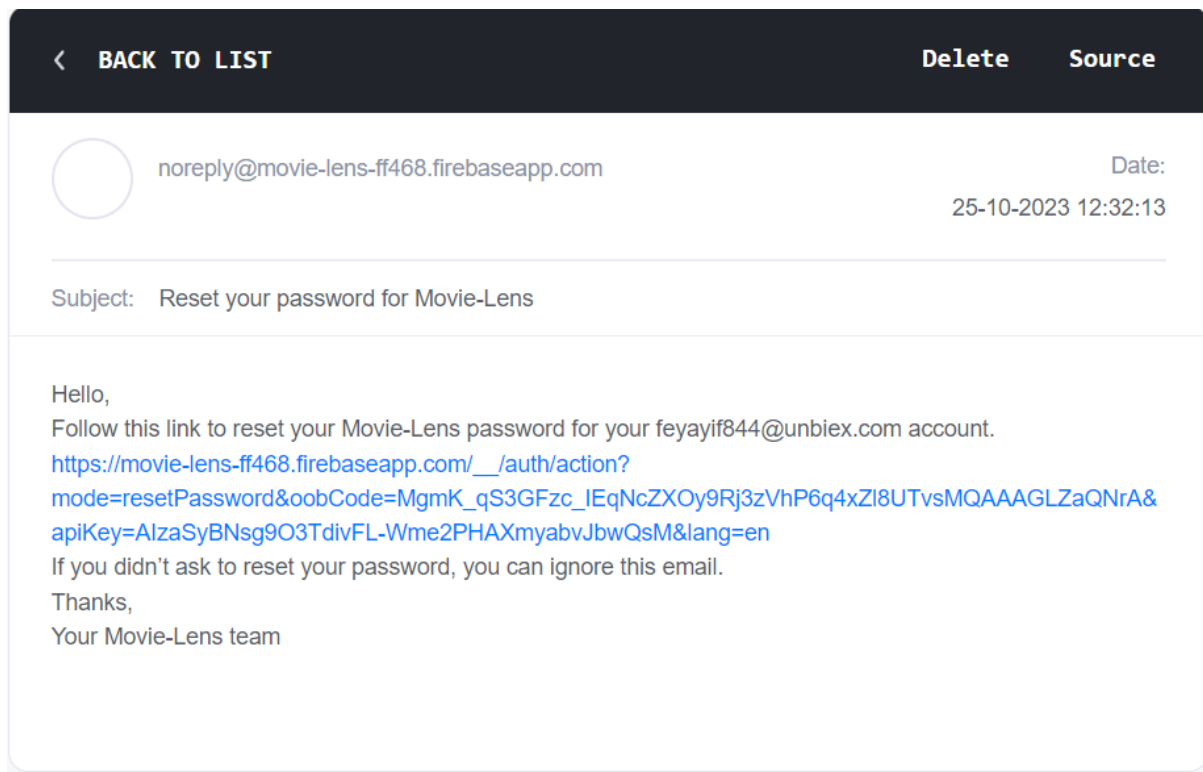 BACK TO LIST
Delete
Source
noreply@movie-lens-ff468.firebaseapp.com
Date:
25-10-2023 12:32:13
Subject: Reset your password for Movie-Lens
Hello,
Follow this link to reset your Movie-Lens password for your feyayif844@unbiex.com account.
https://movie-lens-ff468.firebaseapp.com/__/auth/action?
mode=resetPassword&oobCode=MgmK_qS3GFzc_IEqNcZXOy9Rj3zVhP6q4xZl8UTvsMQAAAGLZaQNrA&
apiKey=AIzaSyBNsg9O3TdivFL-Wme2PHAXmyabvJbwQsM&lang=en
If you didn’t ask to reset your password, you can ignore this email.
Thanks,
Your Movie-Lens team